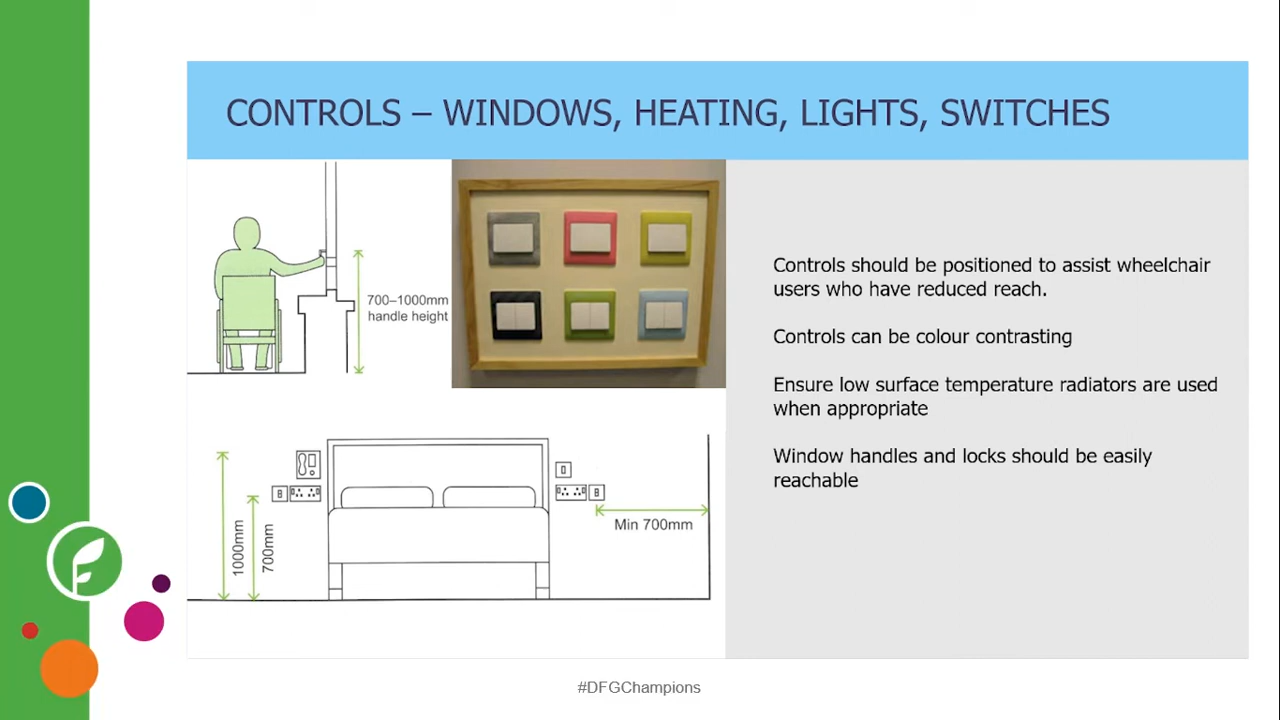 CONTROLS – WINDOWS, HEATING, LIGHTS, SWITCHES
700–1000mm
handle height
Controls should be positioned to assist wheelchair
users who have reduced reach.
Controls can be colour contrasting
Ensure low surface temperature radiators are used
when appropriate
Window handles and locks should be easily
reachable
1000mm
700mm
Min 700mm
#DFGChampions